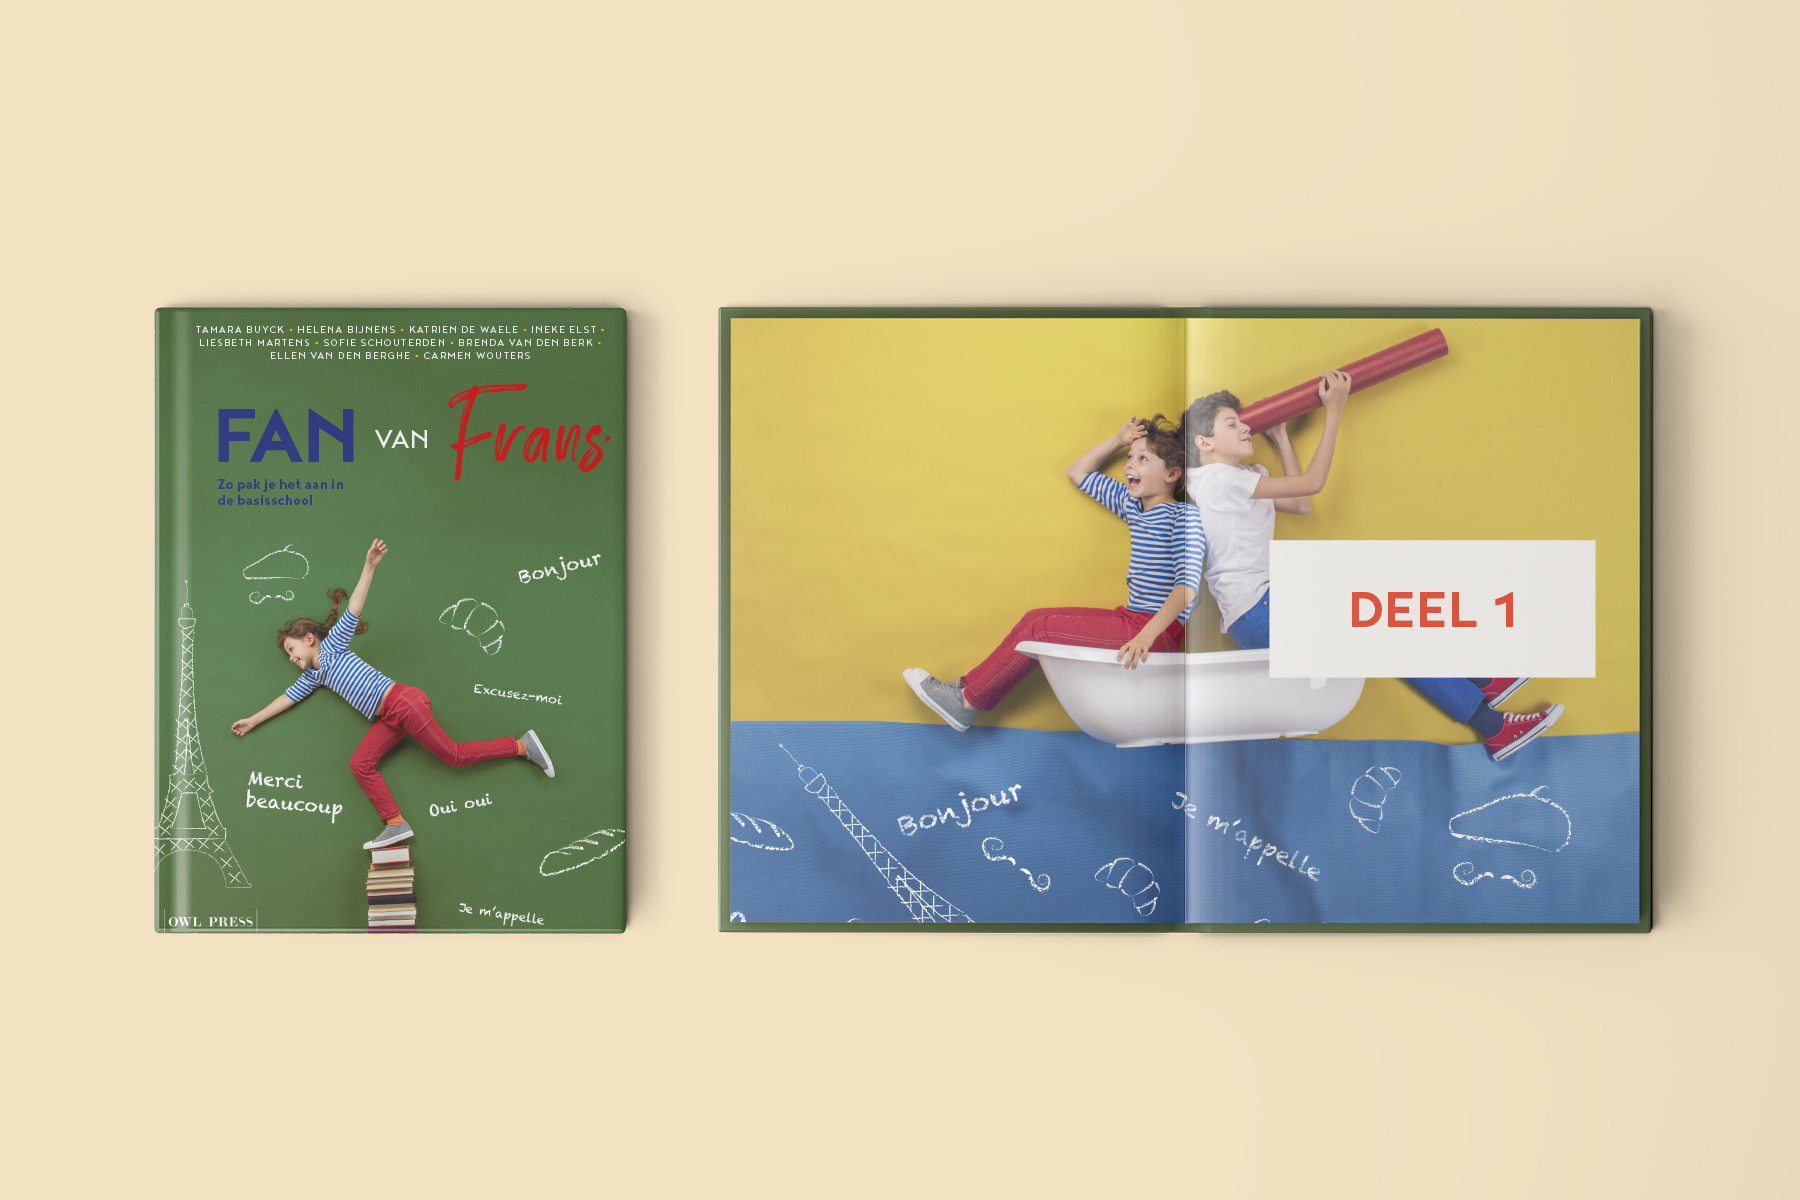 TAMARA BUYCK • HELENA BIJNENS • KATRIEN DE WAELE • INEKE ELST •
LIESBETH MARTENS • SOFIE SCHOUTERDEN • BRENDA VAN DEN BERK •
ELLEN VAN DEN BERGHE • CARMEN WOUTERS
FAN VAN Frans
Zo pak je het aan in
de basisschool
Bonjour
Excusez-moi
Merci
beaucoup
Oui oui
Je m'appelle
OWL PRESS
DEEL 1
Bonjour
Je m'appelle